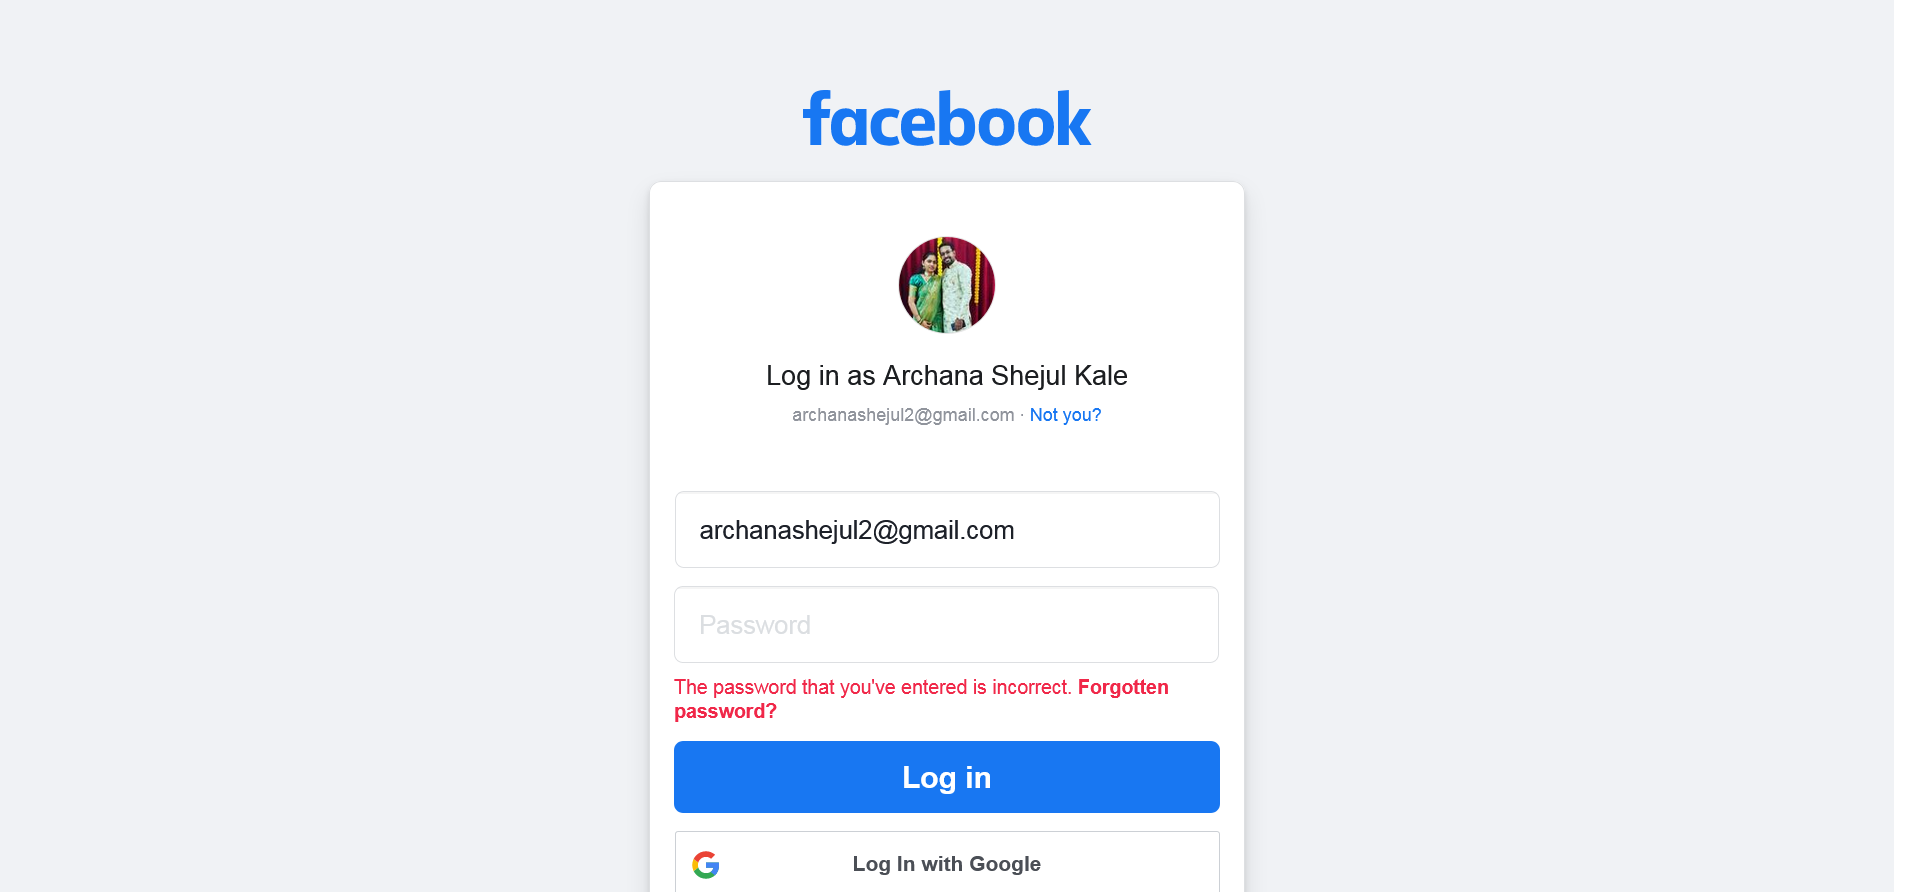 facebook
Log in as Archana Shejul Kale
archanashejul2@gmail.com · Not you?
archanashejul2@gmail.com
Password
The password that you've entered is incorrect. Forgotten
password?
Log in
Log In with Google